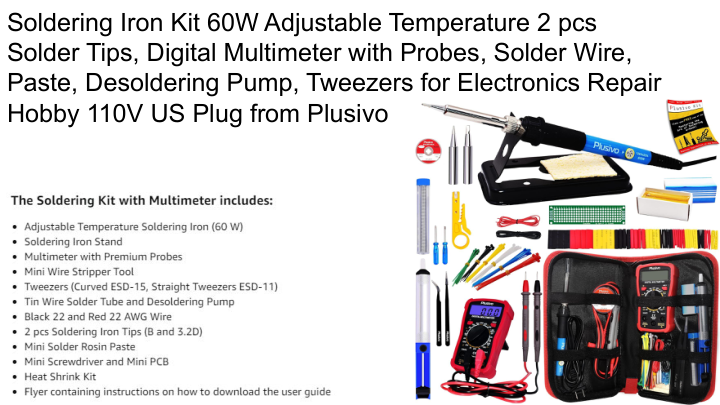 Soldering Iron Kit 60W Adjustable Temperature 2 pcs
Solder Tips, Digital Multimeter with Probes, Solder Wire,
Paste, Desoldering Pump, Tweezers for Electronics Repair
Hobby 110V US Plug from Plusivo
Plusivo
The Soldering Kit with Multimeter includes:
• Adjustable Temperature Soldering Iron (60 W)
• Soldering Iron Stand
• Multimeter with Premium Probes
• Mini Wire Stripper Tool
• Tweezers (Curved ESD-15, Straight Tweezers ESD-11)
• Tin Wire Solder Tube and Desoldering Pump
• Black 22 and Red 22 AWG Wire
• 2 pcs Soldering Iron Tips (B and 3.2D)
• Mini Solder Rosin Paste
• Mini Screwdriver and Mini PCB
• Heat Shrink Kit
• Flyer containing instructions on how to download the user guide
Plusivo
Plusivo